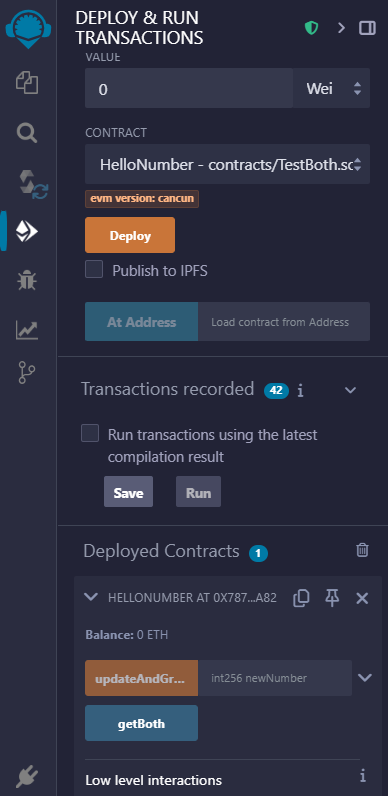 DEPLOY & RUN
TRANSACTIONS
VALUE
0
Wei
CONTRACT
HelloNumber - contracts/TestBoth.sc
evm version: cancun
Deploy
Publish to IPFS
At Address
Load contract from Address
Transactions recorded 42 i
Run transactions using the latest
compilation result
Save
Run
Deployed Contracts 1
HELLONUMBER AT 0X787...A82
Balance: 0 ETH
updateAndGr...
int256 newNumber
getBoth
Low level interactions i